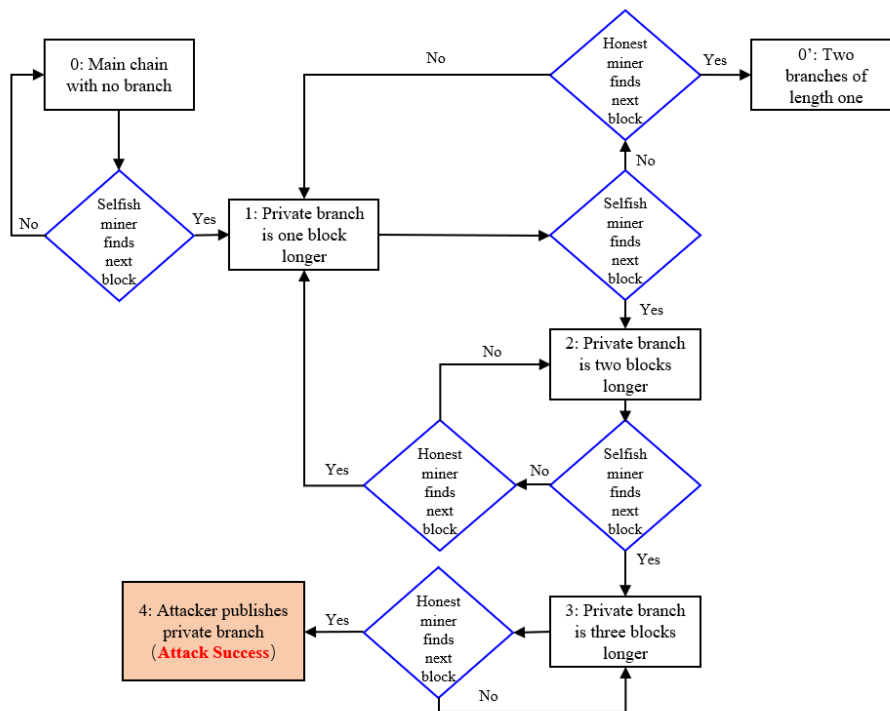 0: Main chain
with no branch
Honest
miner
finds
next
block
0’: Two
branches of
length one
No
Yes
No
Selfish
miner
finds
next
block
No
Yes
1: Private branch
is one block
longer
Selfish
miner
finds
next
block
Yes
2: Private branch
is two blocks
longer
No
Honest
miner
finds
next
block
Yes
No
Selfish
miner
finds
next
block
Yes
4: Attacker publishes
private branch
(Attack Success)
Yes
Honest
miner
finds
next
block
3: Private branch
is three blocks
longer
No